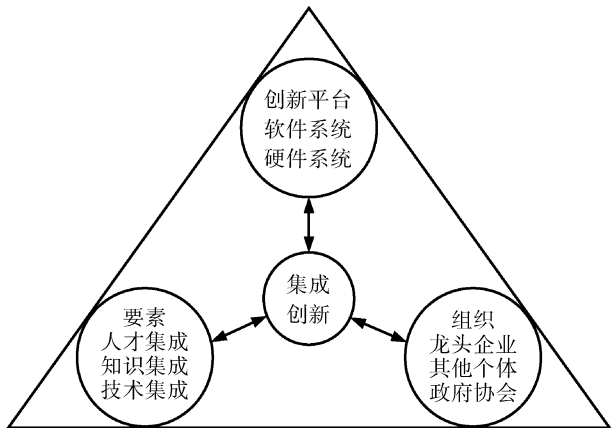 创新平台
软件系统
硬件系统
集成
创新
要素
人才集成
知识集成
技术集成
组织
龙头企业
其他个体
政府协会